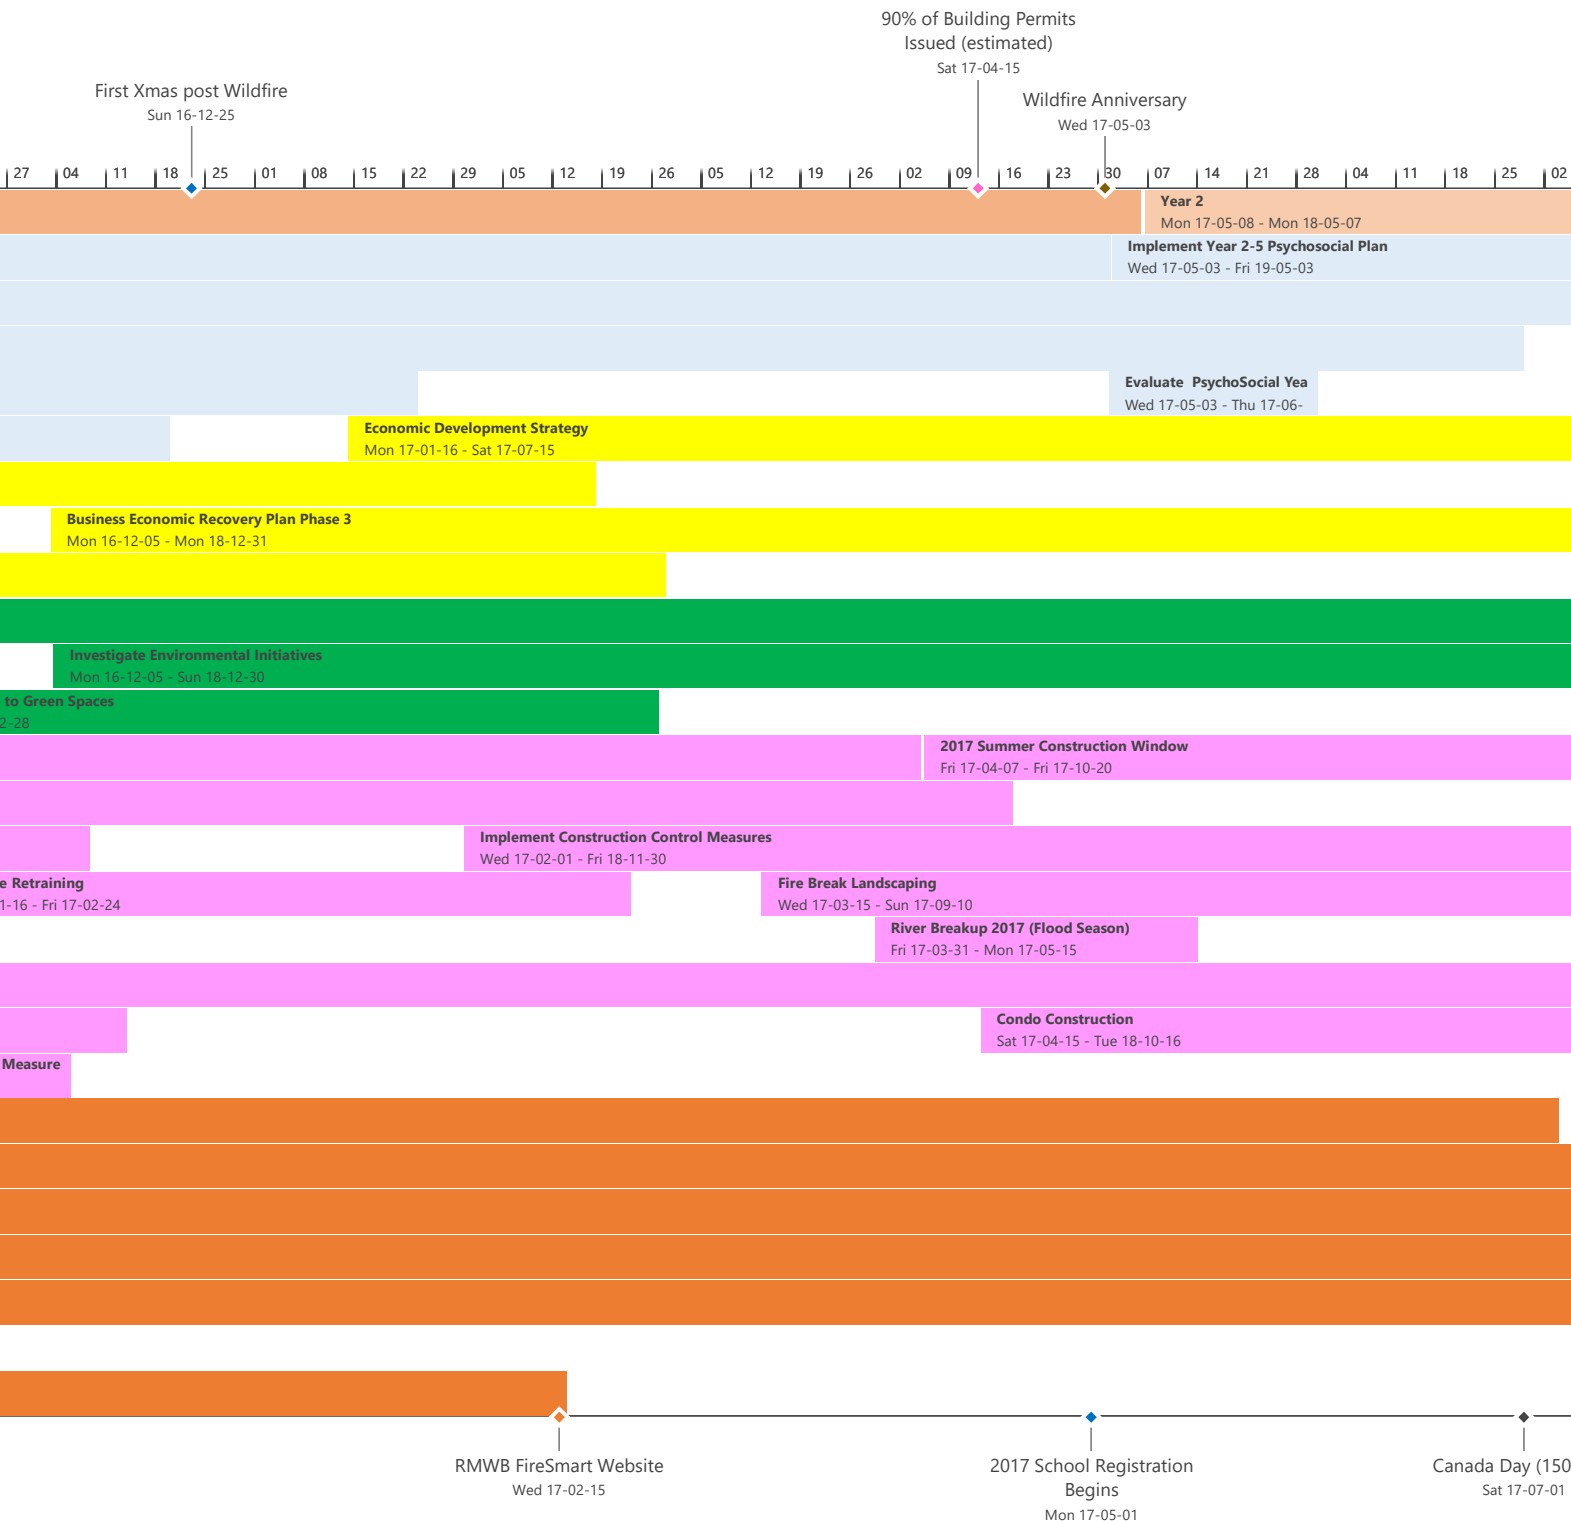 90% of Building Permits
Issued (estimated)
Sat 17-04-15
First Xmas post Wildfire
Sun 16-12-25
Wildfire Anniversary
Wed 17-05-03
27 04 11 18 25 01 08 15 22 29 05 12 19 26 05 12 19 26 02 09 16 23 30 07 14 21 28 04 11 18 25 02
Year 2
Mon 17-05-08 - Mon 18-05-07
Implement Year 2-5 Psychosocial Plan
Wed 17-05-03 - Fri 19-05-03
Evaluate PsychoSocial Yea
Wed 17-05-03 - Thu 17-06-
Economic Development Strategy
Mon 17-01-16 - Sat 17-07-15
Business Economic Recovery Plan Phase 3
Mon 16-12-05 - Mon 18-12-31
Investigate Environmental Initiatives
Mon 16-12-05 - Sun 18-12-30
to Green Spaces
2-28
2017 Summer Construction Window
Fri 17-04-07 - Fri 17-10-20
Implement Construction Control Measures
Wed 17-02-01 - Fri 18-11-30
e Retraining
1-16 - Fri 17-02-24
Fire Break Landscaping
Wed 17-03-15 - Sun 17-09-10
River Breakup 2017 (Flood Season)
Fri 17-03-31 - Mon 17-05-15
Condo Construction
Sat 17-04-15 - Tue 18-10-16
Measure
RMWB FireSmart Website
Wed 17-02-15
2017 School Registration
Begins
Mon 17-05-01
Canada Day (150
Sat 17-07-01